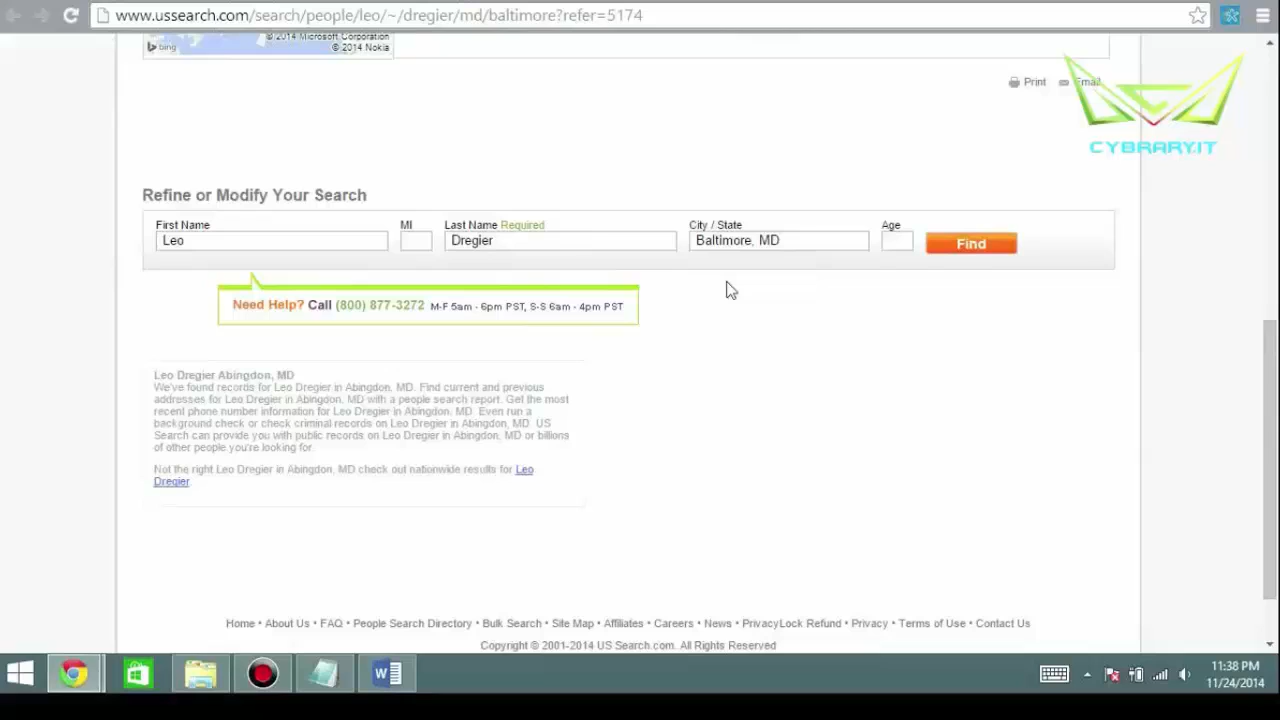 www.ussearch.com/search/people/leo/~/dregier/md/baltimore?refer=5174
© 2014 Microsoft Corporation
bing © 2014 Nokia
Print Email
CYBRARY.IT
Refine or Modify Your Search
First Name MI Last Name Required City / State Age
Leo Dregier Baltimore, MD Find
Need Help? Call (800) 877-3272 M-F 5am - 6pm PST, S-S 6am - 4pm PST
Leo Dregier Abingdon, MD
We've found records for Leo Dregier in Abingdon, MD. Find current and previous
addresses for Leo Dregier in Abingdon, MD with a people search report. Get the most
recent phone number information for Leo Dregier in Abingdon, MD. Even run a
background check or check criminal records on Leo Dregier in Abingdon, MD. US
Search can provide you with public records on Leo Dregier in Abingdon, MD or billions
of other people you're looking for.
Not the right Leo Dregier in Abingdon, MD check out nationwide results for Leo
Dregier
Home • About Us • FAQ • People Search Directory • Bulk Search • Site Map • Affiliates • Careers • News • PrivacyLock Refund • Privacy • Terms of Use • Contact Us
Copyright © 2001-2014 US Search.com. All Rights Reserved
11:38 PM
11/24/2014